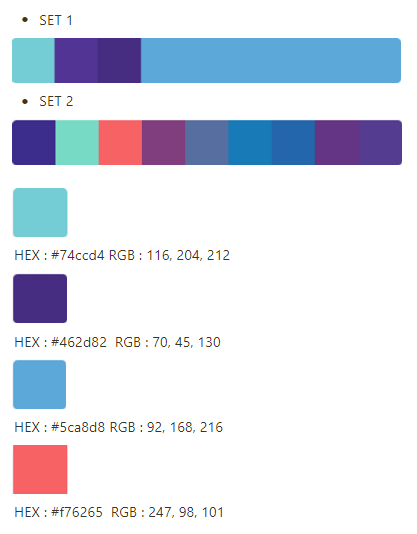 • SET 1
• SET 2
HEX : #74ccd4 RGB : 116, 204, 212
HEX : #462d82  RGB : 70, 45, 130
HEX : #5ca8d8 RGB : 92, 168, 216
HEX : #f76265  RGB : 247, 98, 101